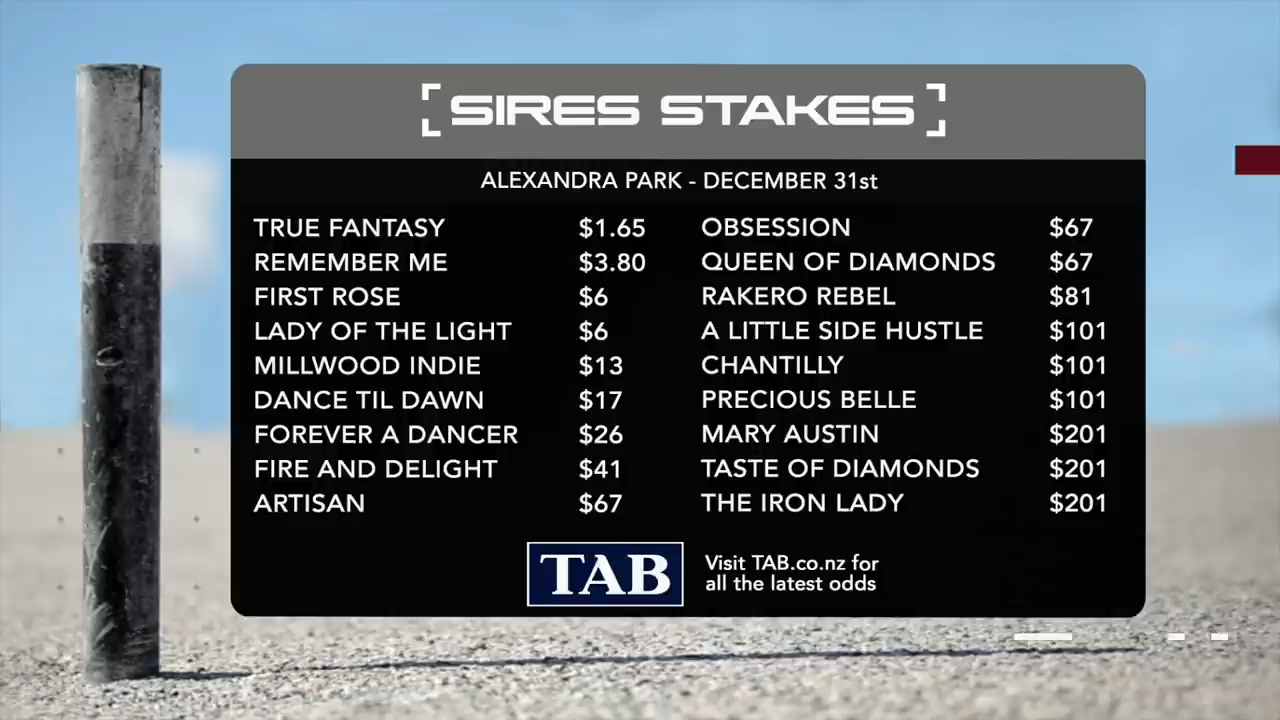 SIRES STAKES
ALEXANDRA PARK - DECEMBER 31st
TRUE FANTASY $1.65
REMEMBER ME $3.80
FIRST ROSE $6
LADY OF THE LIGHT $6
MILLWOOD INDIE $13
DANCE TIL DAWN $17
FOREVER A DANCER $26
FIRE AND DELIGHT $41
ARTISAN $67
OBSESSION $67
QUEEN OF DIAMONDS $67
RAKERO REBEL $81
A LITTLE SIDE HUSTLE $101
CHANTILLY $101
PRECIOUS BELLE $101
MARY AUSTIN $201
TASTE OF DIAMONDS $201
THE IRON LADY $201
TAB
Visit TAB.co.nz for
all the latest odds